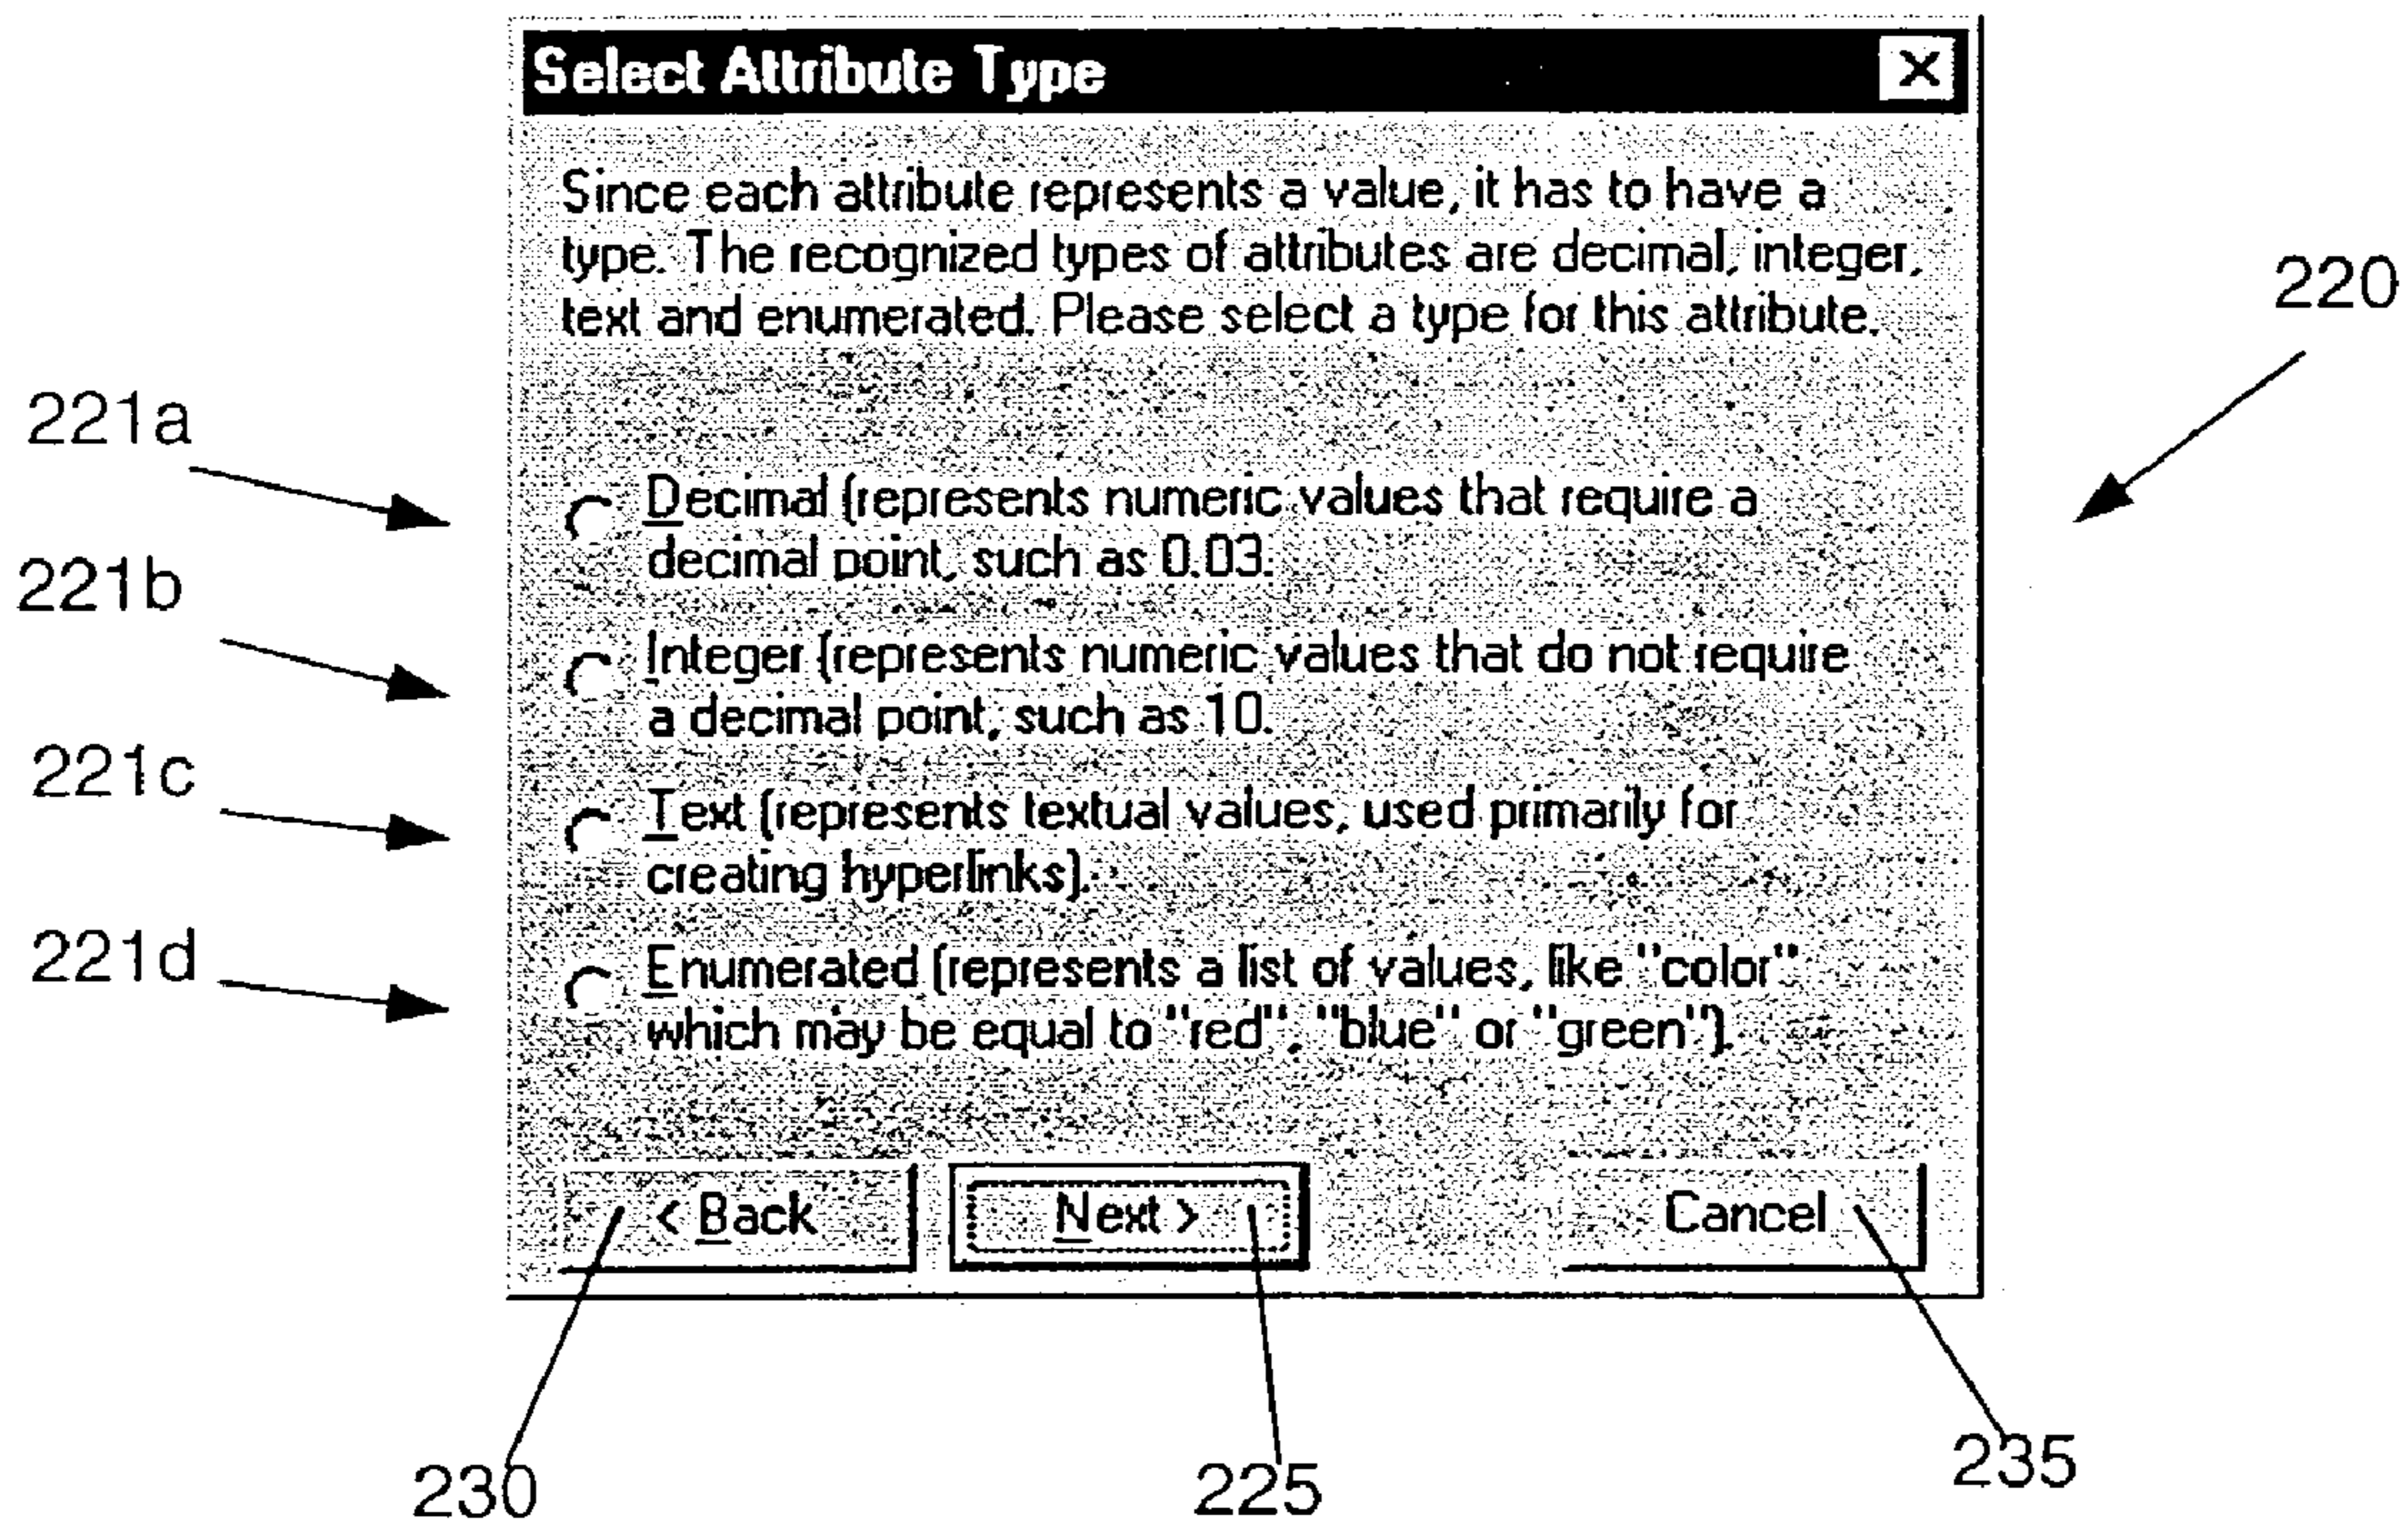 Select Attribute Type X
Since each attribute represents a value, it has to have a
type. The recognized types of attributes are decimal, integer,
text and enumerated. Please select a type for this attribute.
220
221a
Decimal (represents numeric values that require a
decimal point, such as 0.03.
221b
Integer (represents numeric values that do not require
a decimal point, such as 10.
221c
Text (represents textual values, used primarily for
creating hyperlinks).
221d
Enumerated (represents a list of values, like "color"
which may be equal to "red", "blue" or "green").
< Back Next > Cancel
230 225 235